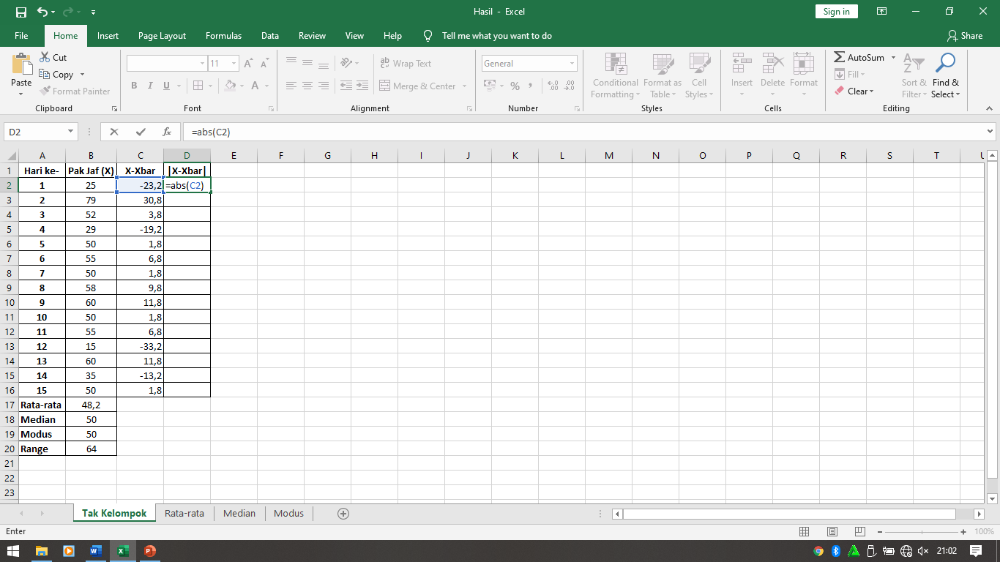 Hasil - Excel
Sign in
File Home Insert Page Layout Formulas Data Review View Help Tell me what you want to do Share
Paste
Cut
Copy
Format Painter
Clipboard
11
B I U
A A
A
Font
ab Wrap Text
Merge & Center
Alignment
General
% ,
Number
Conditional Formatting
Format as Table
Cell Styles
Styles
Insert
Delete
Format
Cells
AutoSum
Fill
Clear
Sort & Filter
Find & Select
Editing
D2 fx =abs(C2)
A B C D E F G H I J K L M N O P Q R S T U
1 Hari ke- Pak Jaf (X) X-Xbar |X-Xbar|
2 1 25 -23,2 =abs(C2)
3 2 79 30,8
4 3 52 3,8
5 4 29 -19,2
6 5 50 1,8
7 6 55 6,8
8 7 50 1,8
9 8 58 9,8
10 9 60 11,8
11 10 50 1,8
12 11 55 6,8
13 12 15 -33,2
14 13 60 11,8
15 14 35 -13,2
16 15 50 1,8
17 Rata-rata 48,2
18 Median 50
19 Modus 50
20 Range 64
21
22
23
Tak Kelompok Rata-rata Median Modus
Enter
100%
21:02